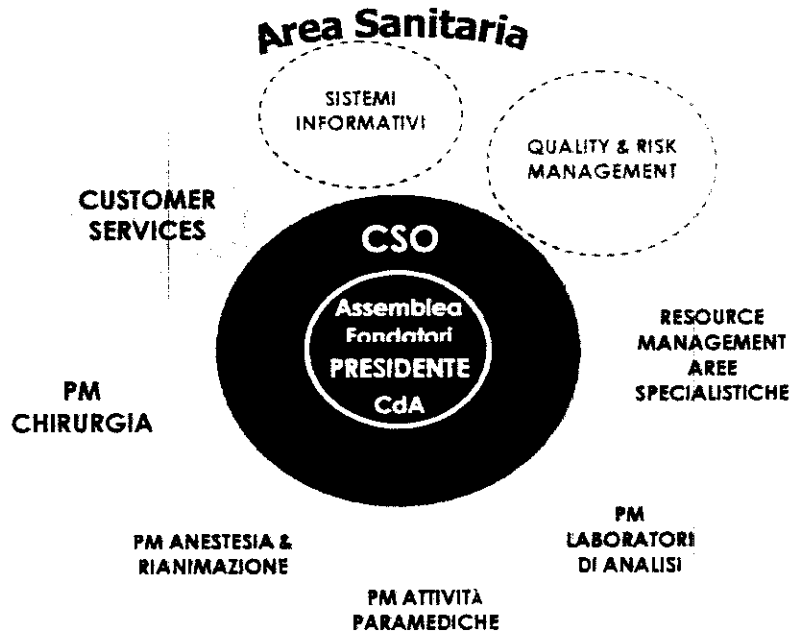 Area Sanitaria
SISTEMI
INFORMATIVI
QUALITY & RISK
MANAGEMENT
CUSTOMER
SERVICES
CSO
Assemblea
Fondatori
PRESIDENTE
CdA
RESOURCE
MANAGEMENT
AREE
SPECIALISTICHE
PM
CHIRURGIA
PM
LABORATORI
DI ANALISI
PM ANESTESIA &
RIANIMAZIONE
PM ATTIVITÀ
PARAMEDICHE